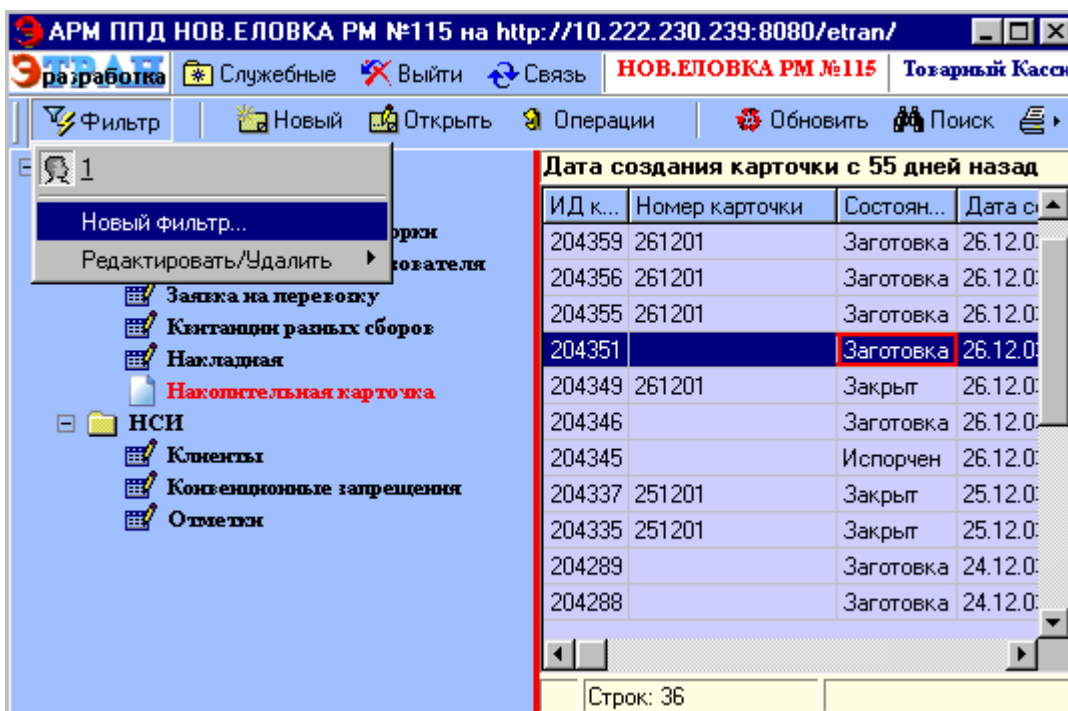 АРМ ППД НОВ.ЕЛОВКА РМ №115 на http://10.222.230.239:8080/etran/
Этран разработка Служебные Выйти Связь НОВ.ЕЛОВКА РМ №115 Товарный
Фильтр Новый Открыть Операции Обновить Поиск
1
Новый фильтр...
Редактировать/Удалить
Заявка на перевозку
Квитанции разных сборов
Накладная
Накопительная карточка
НСИ
Клиенты
Конвенционные запрещения
Отметки
Дата создания карточки с 55 дней назад
ИД к... Номер карточки Состоян... Дата
204359 261201 Заготовка 26.12.0
204356 261201 Заготовка 26.12.0
204355 261201 Заготовка 26.12.0
204351 Заготовка 26.12.0
204349 261201 Закрыт 26.12.0
204346 Заготовка 26.12.0
204345 Испорчен 26.12.0
204337 251201 Закрыт 25.12.0
204335 251201 Закрыт 25.12.0
204289 Заготовка 24.12.0
204288 Заготовка 24.12.0
Строк: 36